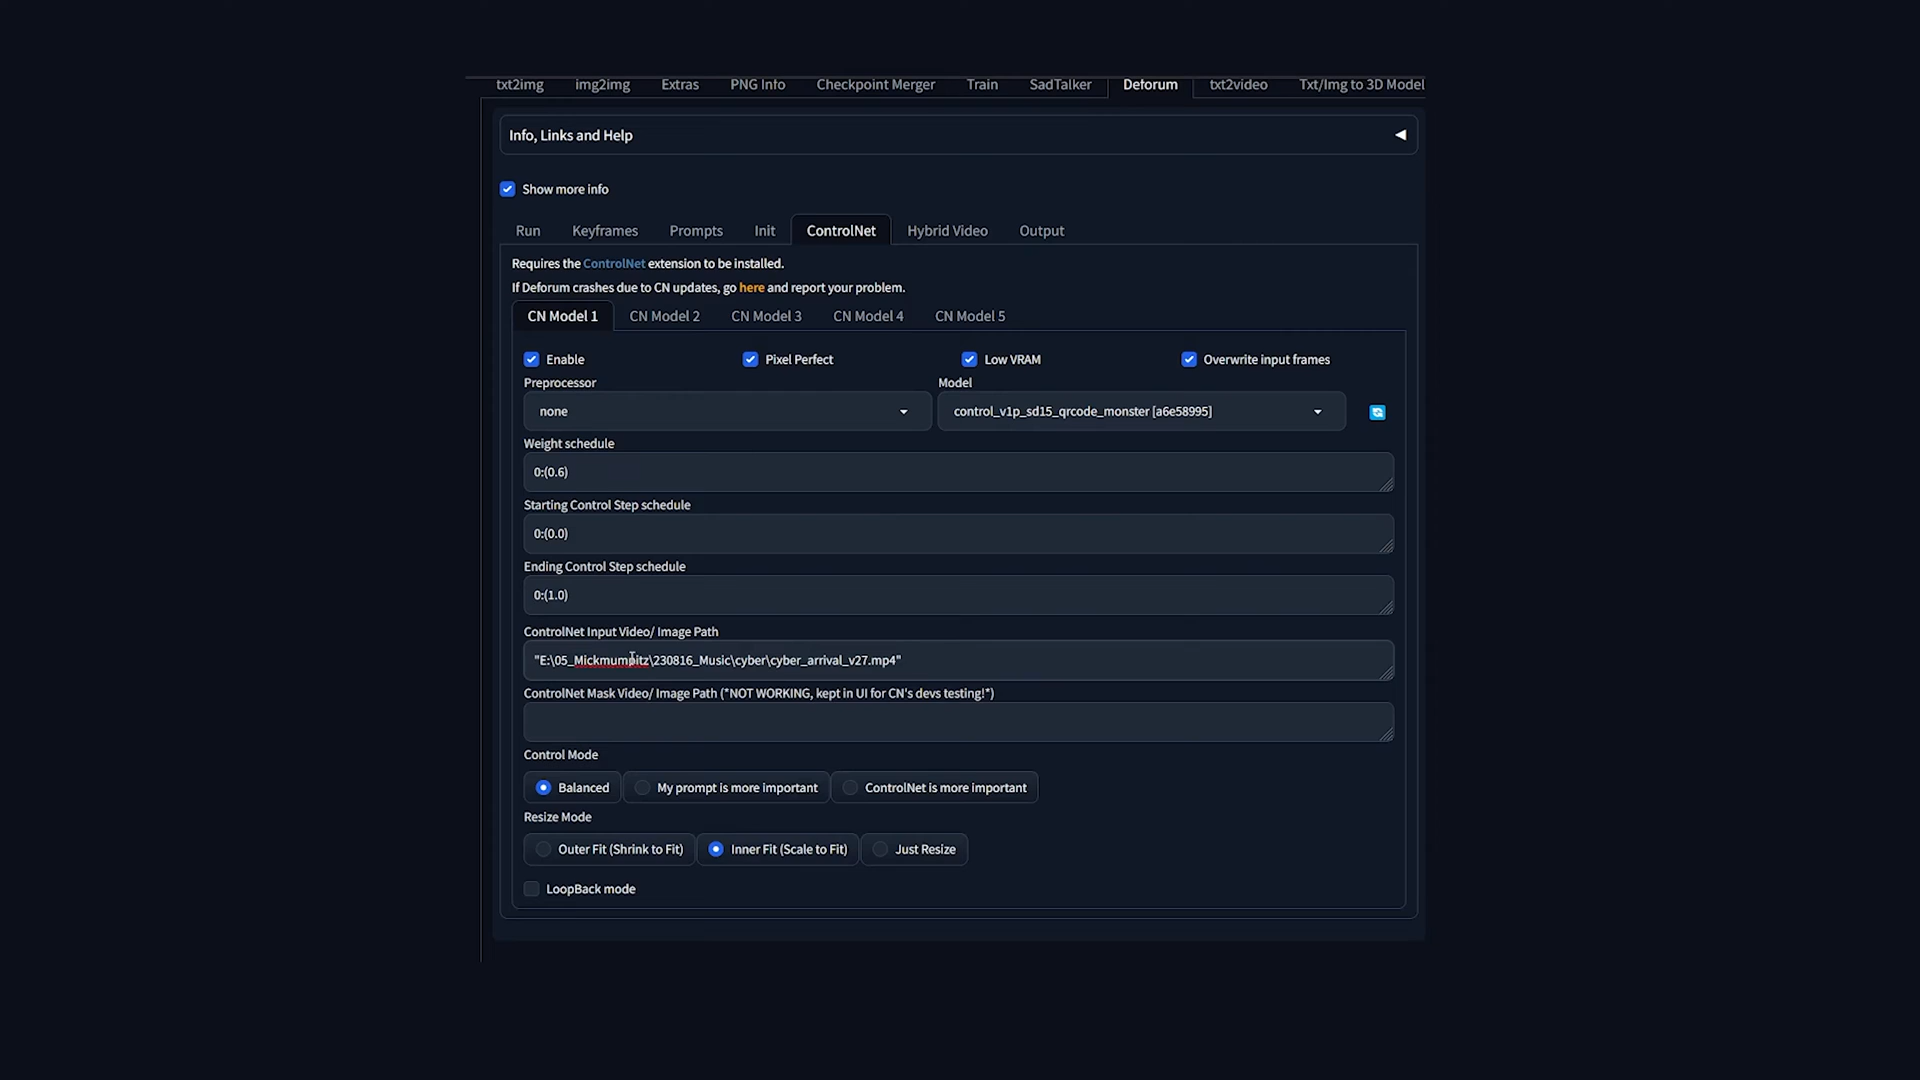 txt2img img2img Extras PNG Info Checkpoint Merger Train SadTalker Deforum txt2video Txt/Img to 3D Model
Info, Links and Help
Show more info
Run Keyframes Prompts Init ControlNet Hybrid Video Output
Requires the ControlNet extension to be installed.
If Deforum crashes due to CN updates, go here and report your problem.
CN Model 1 CN Model 2 CN Model 3 CN Model 4 CN Model 5
Enable Pixel Perfect Low VRAM Overwrite input frames
Preprocessor Model
none control_v1p_sd15_qrcode_monster [a6e58995]
Weight schedule
0:(0.6)
Starting Control Step schedule
0:(0.0)
Ending Control Step schedule
0:(1.0)
ControlNet Input Video/ Image Path
"E:\05_Mickmumpitz\230816_Music\cyber\cyber_arrival_v27.mp4"
ControlNet Mask Video/ Image Path (*NOT WORKING, kept in UI for CN's devs testing!*)
Control Mode
Balanced My prompt is more important ControlNet is more important
Resize Mode
Outer Fit (Shrink to Fit) Inner Fit (Scale to Fit) Just Resize
LoopBack mode